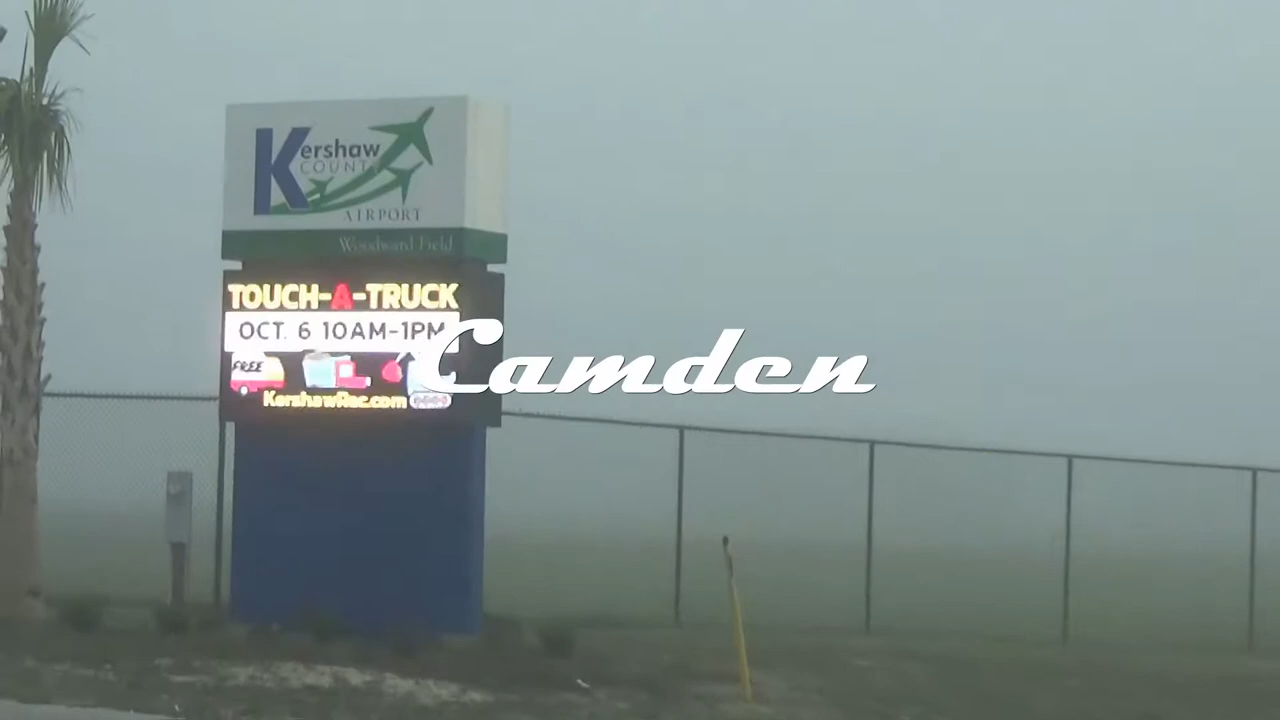 Kershaw
COUNTY
AIRPORT
Woodward Field
TOUCH-A-TRUCK
OCT. 6 10AM-1PM
FREE
KershawRec.com
Camden